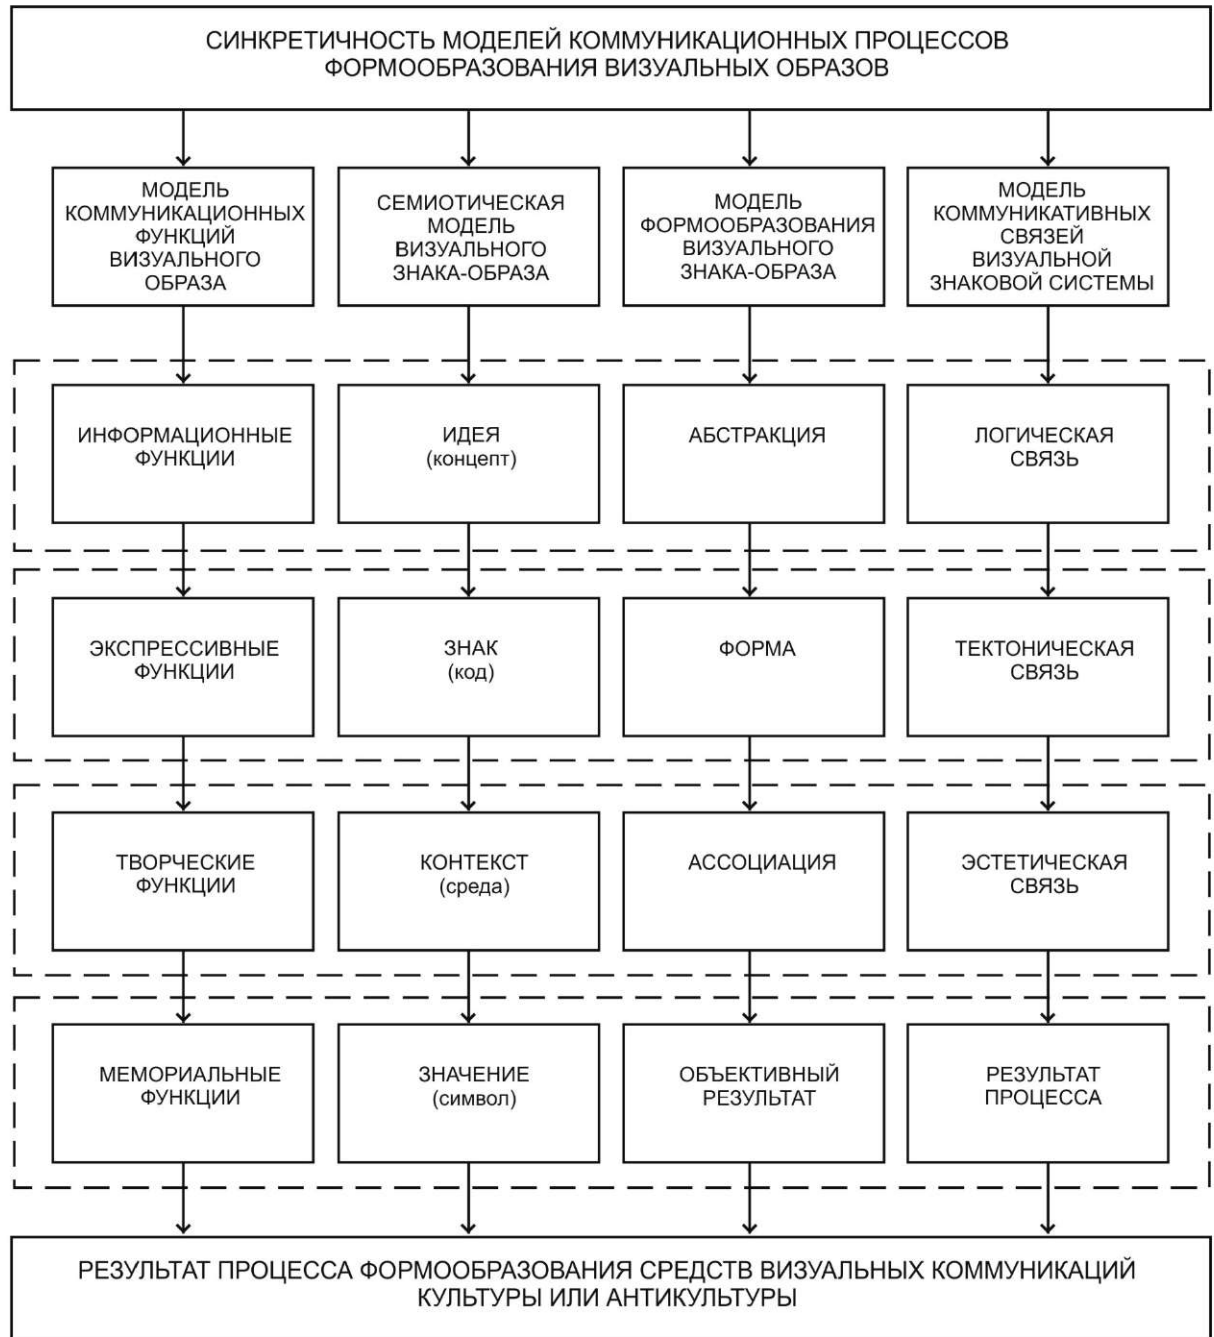 СИНКРЕТИЧНОСТЬ МОДЕЛЕЙ КОММУНИКАЦИОННЫХ ПРОЦЕССОВ
ФОРМООБРАЗОВАНИЯ ВИЗУАЛЬНЫХ ОБРАЗОВ
МОДЕЛЬ
КОММУНИКАЦИОННЫХ
ФУНКЦИЙ
ВИЗУАЛЬНОГО
ОБРАЗА
СЕМИОТИЧЕСКАЯ
МОДЕЛЬ
ВИЗУАЛЬНОГО
ЗНАКА-ОБРАЗА
МОДЕЛЬ
ФОРМООБРАЗОВАНИЯ
ВИЗУАЛЬНОГО
ЗНАКА-ОБРАЗА
МОДЕЛЬ
КОММУНИКАТИВНЫХ
СВЯЗЕЙ
ВИЗУАЛЬНОЙ
ЗНАКОВОЙ СИСТЕМЫ
ИНФОРМАЦИОННЫЕ
ФУНКЦИИ
ИДЕЯ
(концепт)
АБСТРАКЦИЯ
ЛОГИЧЕСКАЯ
СВЯЗЬ
ЭКСПРЕССИВНЫЕ
ФУНКЦИИ
ЗНАК
(код)
ФОРМА
ТЕКТОНИЧЕСКАЯ
СВЯЗЬ
ТВОРЧЕСКИЕ
ФУНКЦИИ
КОНТЕКСТ
(среда)
АССОЦИАЦИЯ
ЭСТЕТИЧЕСКАЯ
СВЯЗЬ
МЕМОРИАЛЬНЫЕ
ФУНКЦИИ
ЗНАЧЕНИЕ
(символ)
ОБЪЕКТИВНЫЙ
РЕЗУЛЬТАТ
РЕЗУЛЬТАТ
ПРОЦЕССА
РЕЗУЛЬТАТ ПРОЦЕССА ФОРМООБРАЗОВАНИЯ СРЕДСТВ ВИЗУАЛЬНЫХ КОММУНИКАЦИЙ
КУЛЬТУРЫ ИЛИ АНТИКУЛЬТУРЫ